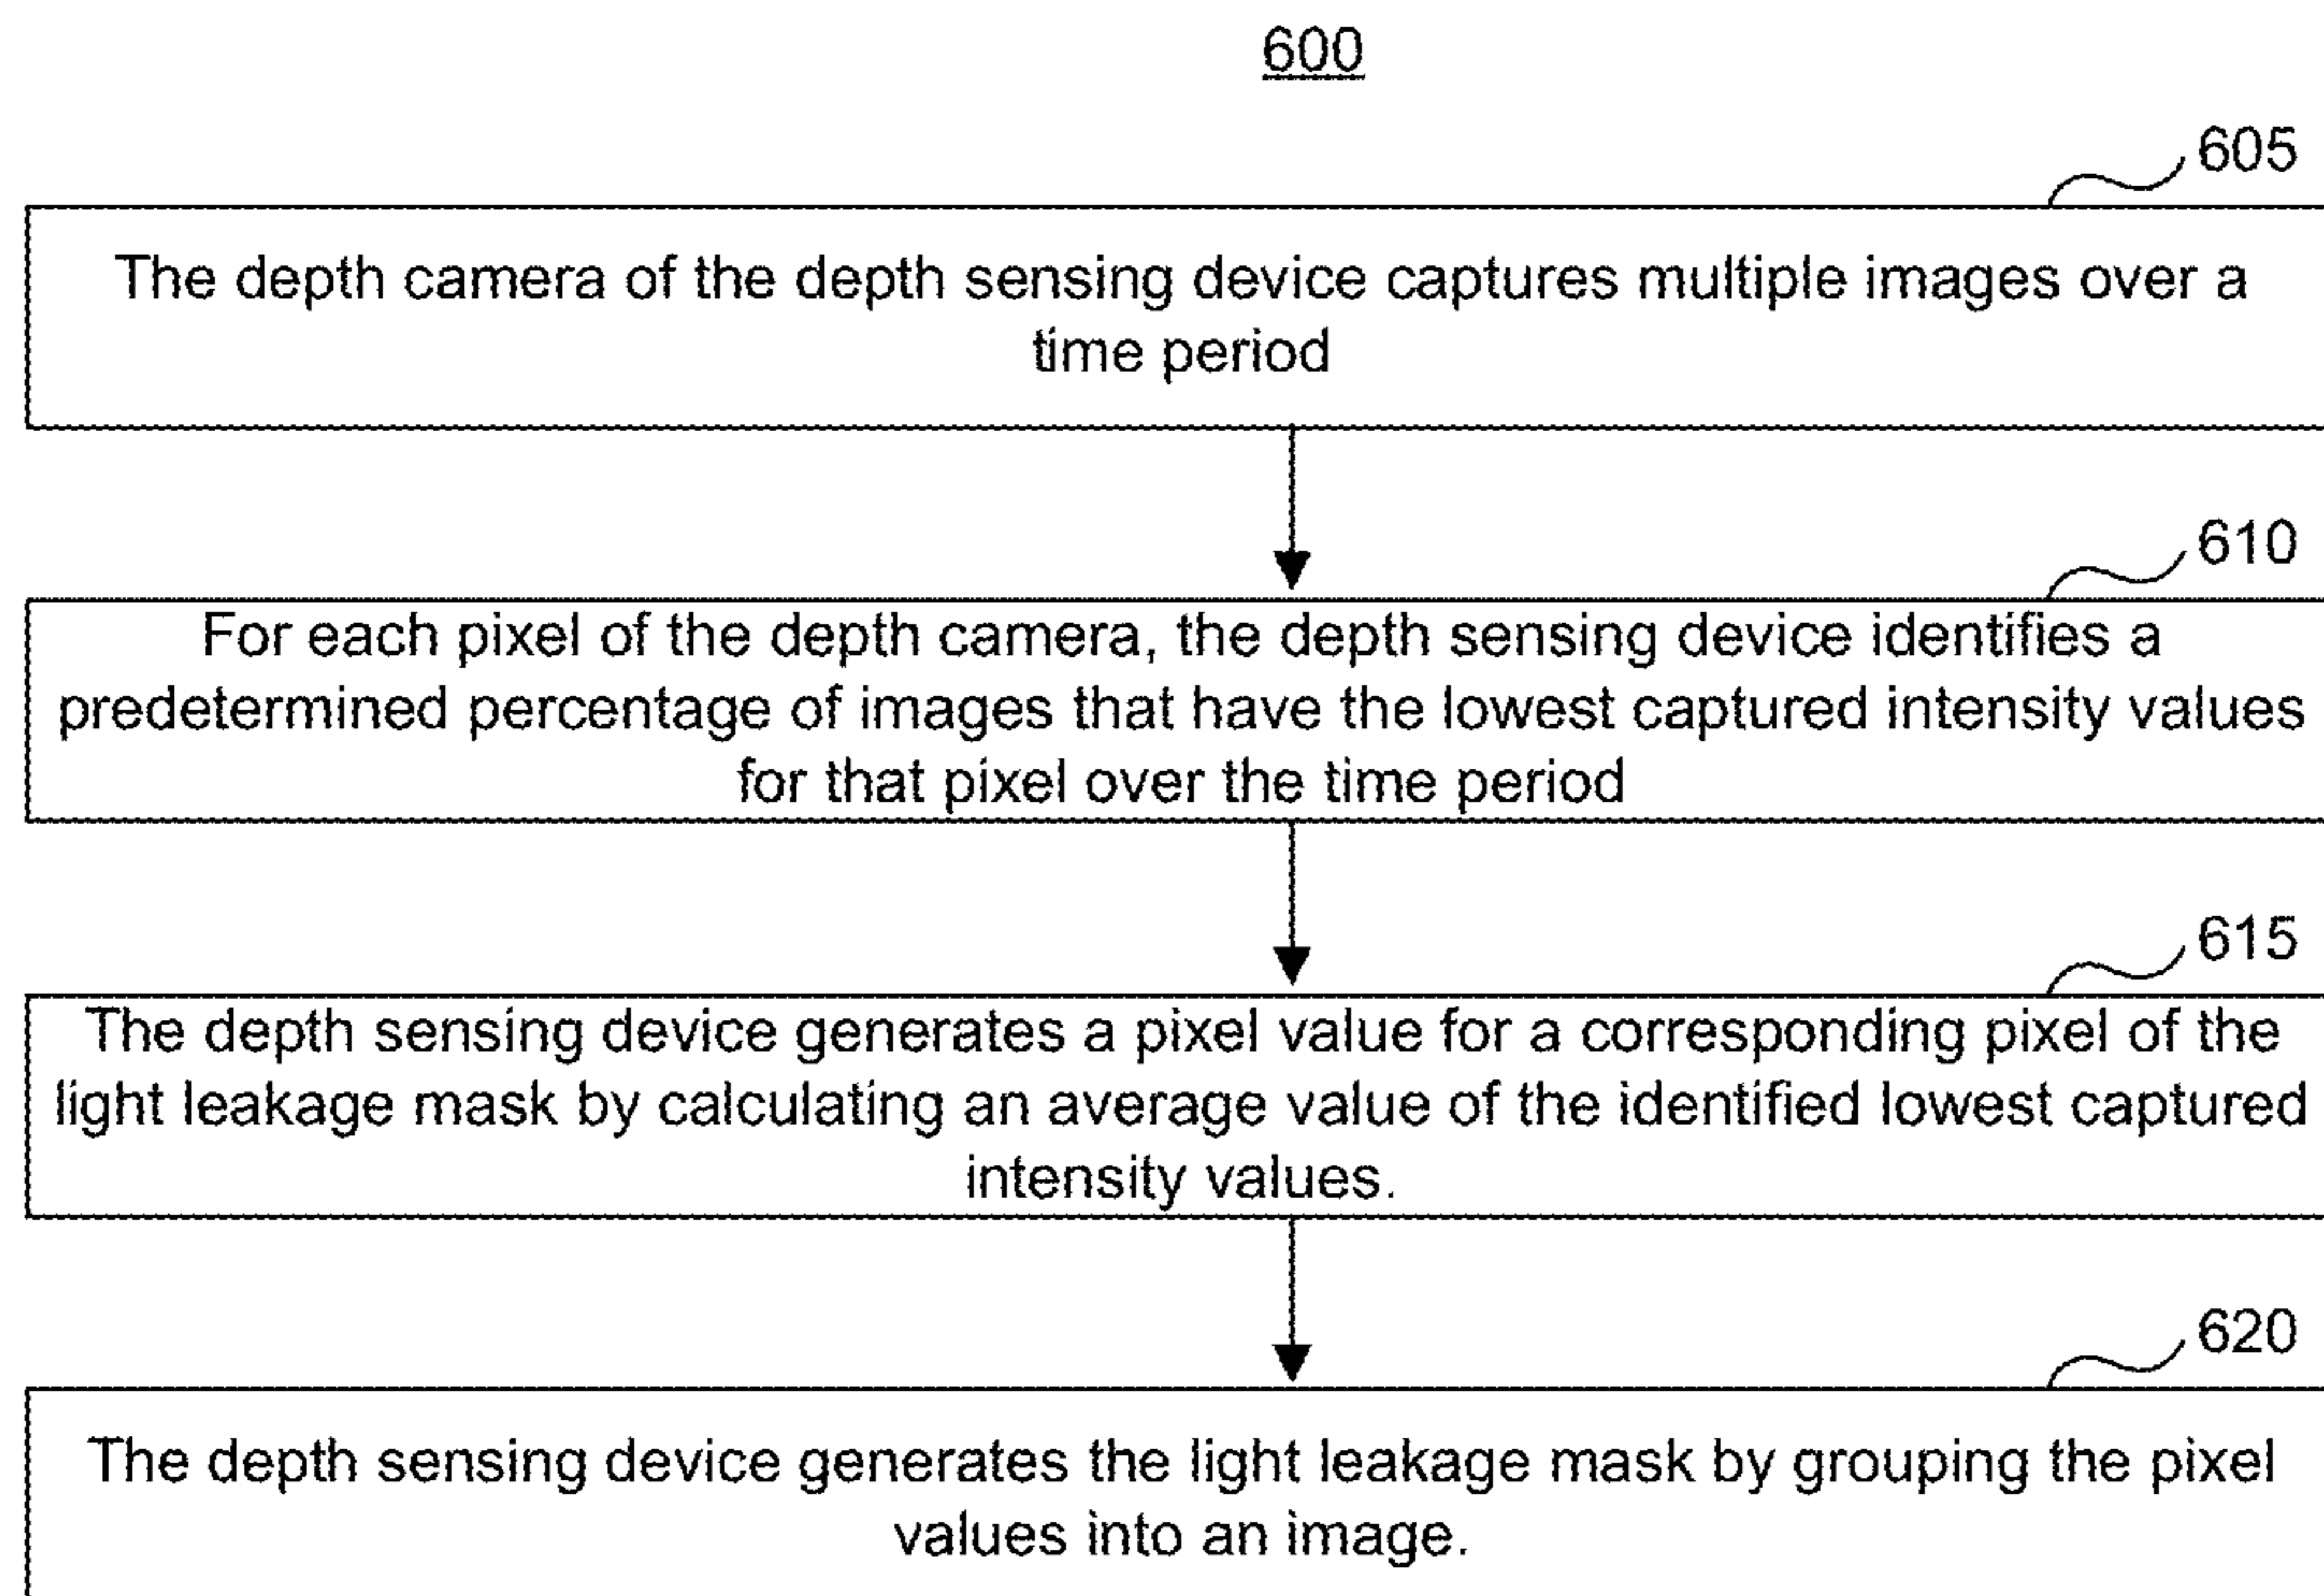 600
605
The depth camera of the depth sensing device captures multiple images over a
time period
610
For each pixel of the depth camera, the depth sensing device identifies a
predetermined percentage of images that have the lowest captured intensity values
for that pixel over the time period
615
The depth sensing device generates a pixel value for a corresponding pixel of the
light leakage mask by calculating an average value of the identified lowest captured
intensity values.
620
The depth sensing device generates the light leakage mask by grouping the pixel
values into an image.